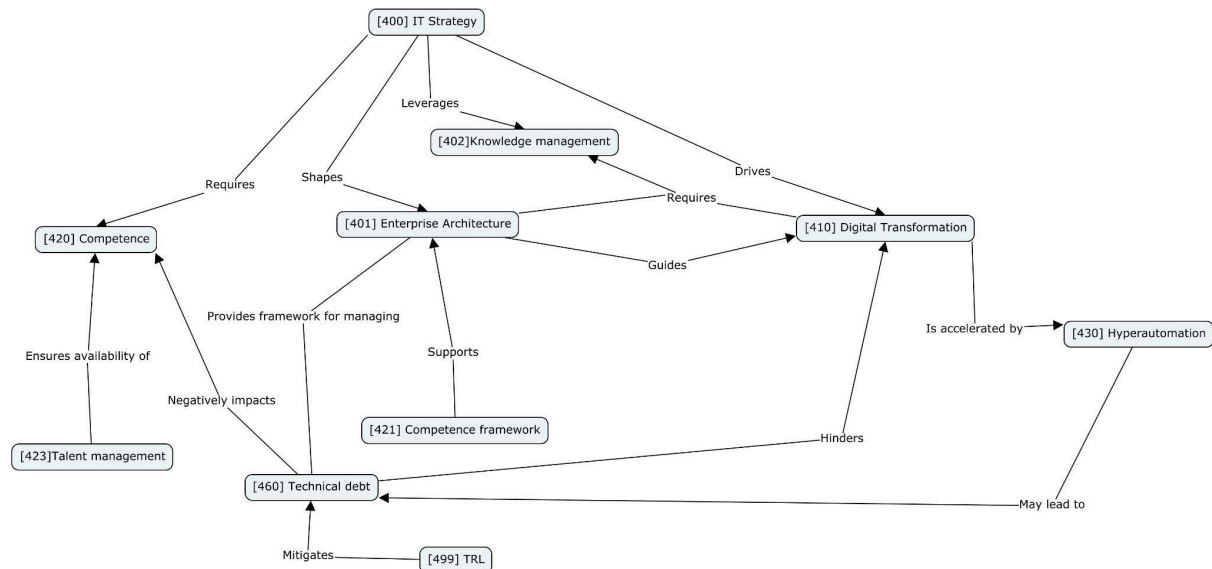 [400] IT Strategy
Leverages
[402]Knowledge management
Requires
Shapes
Requires
Drives
[420] Competence
[401] Enterprise Architecture
[410] Digital Transformation
Guides
Provides framework for managing
Is accelerated by
[430] Hyperautomation
Ensures availability of
Supports
Negatively impacts
[421] Competence framework
Hinders
[423]Talent management
[460] Technical debt
May lead to
Mitigates
[499] TRL